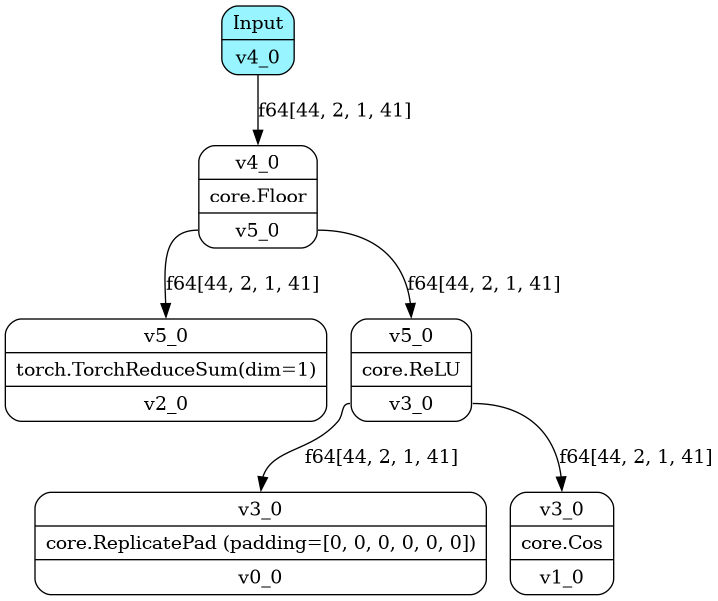 Input
v4_0
f64[44, 2, 1, 41]
v4_0
core.Floor
v5_0
f64[44, 2, 1, 41]
f64[44, 2, 1, 41]
v5_0
torch.TorchReduceSum(dim=1)
v2_0
v5_0
core.ReLU
v3_0
f64[44, 2, 1, 41]
f64[44, 2, 1, 41]
v3_0
core.ReplicatePad (padding=[0, 0, 0, 0, 0, 0])
v0_0
v3_0
core.Cos
v1_0